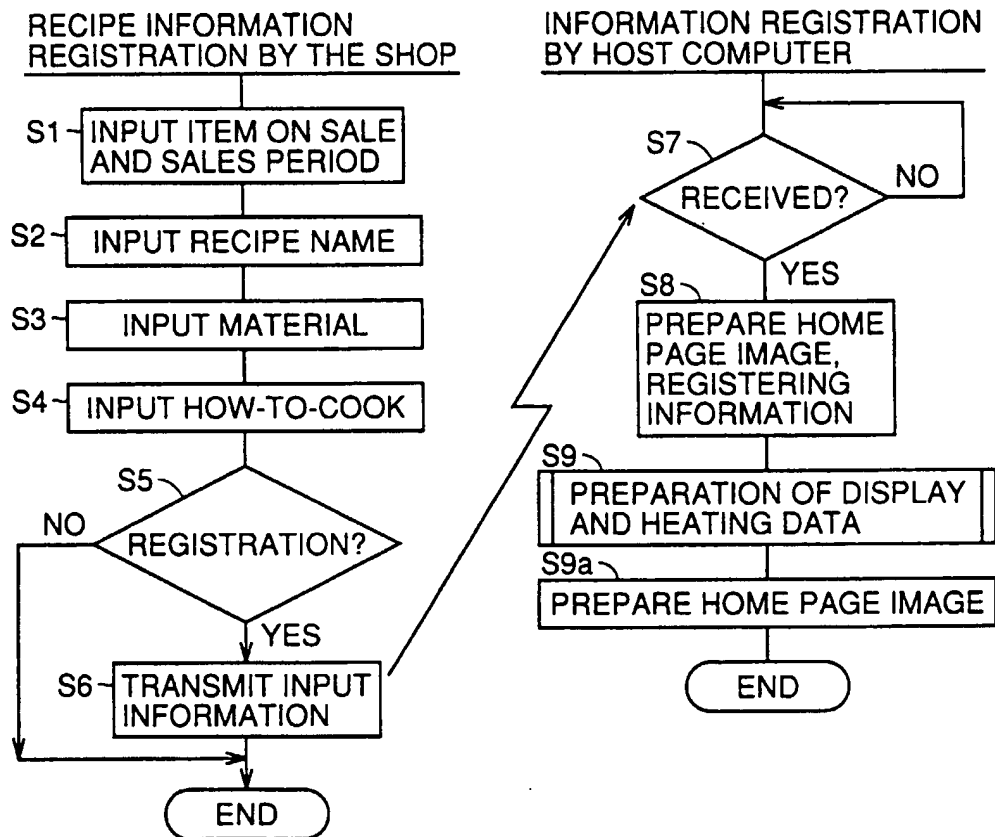 RECIPE INFORMATION
REGISTRATION BY THE SHOP
S1
INPUT ITEM ON SALE
AND SALES PERIOD
S2
INPUT RECIPE NAME
S3
INPUT MATERIAL
S4
INPUT HOW-TO-COOK
S5
NO
REGISTRATION?
YES
S6
TRANSMIT INPUT
INFORMATION
END
INFORMATION REGISTRATION
BY HOST COMPUTER
S7
RECEIVED?
NO
YES
S8
PREPARE HOME
PAGE IMAGE,
REGISTERING
INFORMATION
S9
PREPARATION OF DISPLAY
AND HEATING DATA
S9a
PREPARE HOME PAGE IMAGE
END